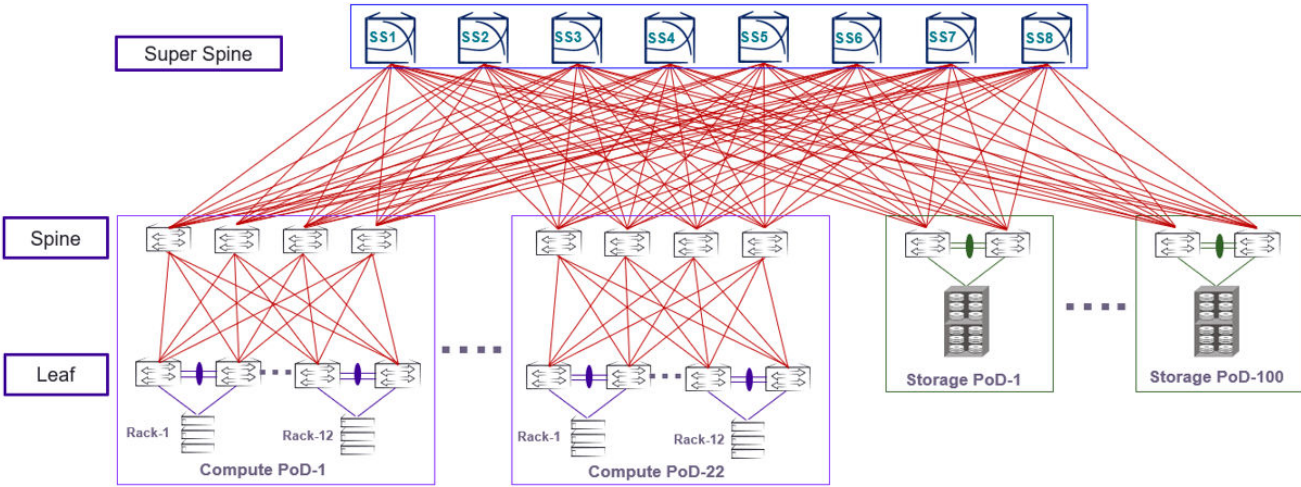 SS1 SS2 SS3 SS4 SS5 SS6 SS7 SS8
Super Spine
Spine
Leaf
Rack-1
Rack-12
Compute PoD-1
Rack-1
Rack-12
Compute PoD-22
Storage PoD-1
Storage PoD-100